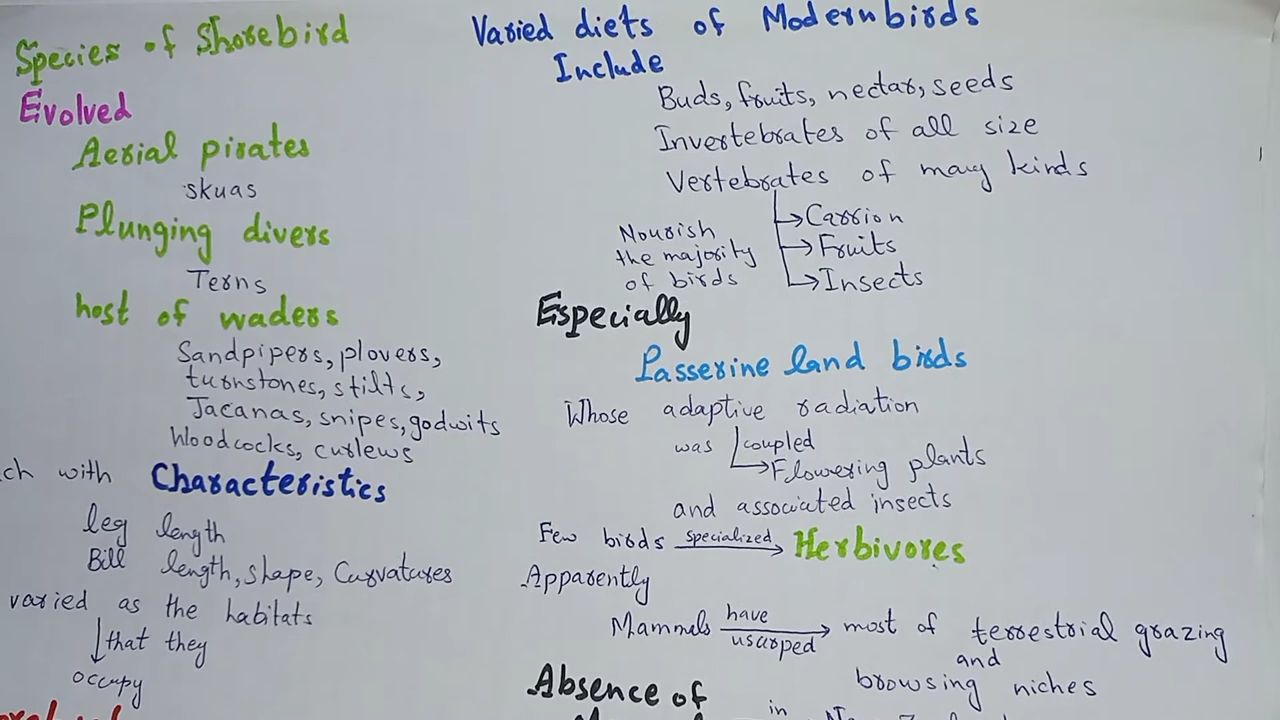 Species of Shorebird
Evolved
Aerial pirates
skuas
Plunging divers
Terns
host of waders
Sandpipers, plovers,
turnstones, stilts,
Jacanas, snipes, godwits
Woodcocks, curlews
ch with Characteristics
leg length
Bill length, shape, Curvatures
varied as the habitats
that they
occupy
Varied diets of Modern birds
Include
Buds, fruits, nectar, seeds
Invertebrates of all size
Vertebrates of many kinds
Carrion
Fruits
Insects
Nourish
the majority
of birds
Especially
Passerine land birds
Whose adaptive radiation
was coupled
Flowering plants
and associated insects
Few birds specialized Herbivores
Apparently
Mammels have usurped most of terrestrial grazing
and
browsing niches
Absence of
in